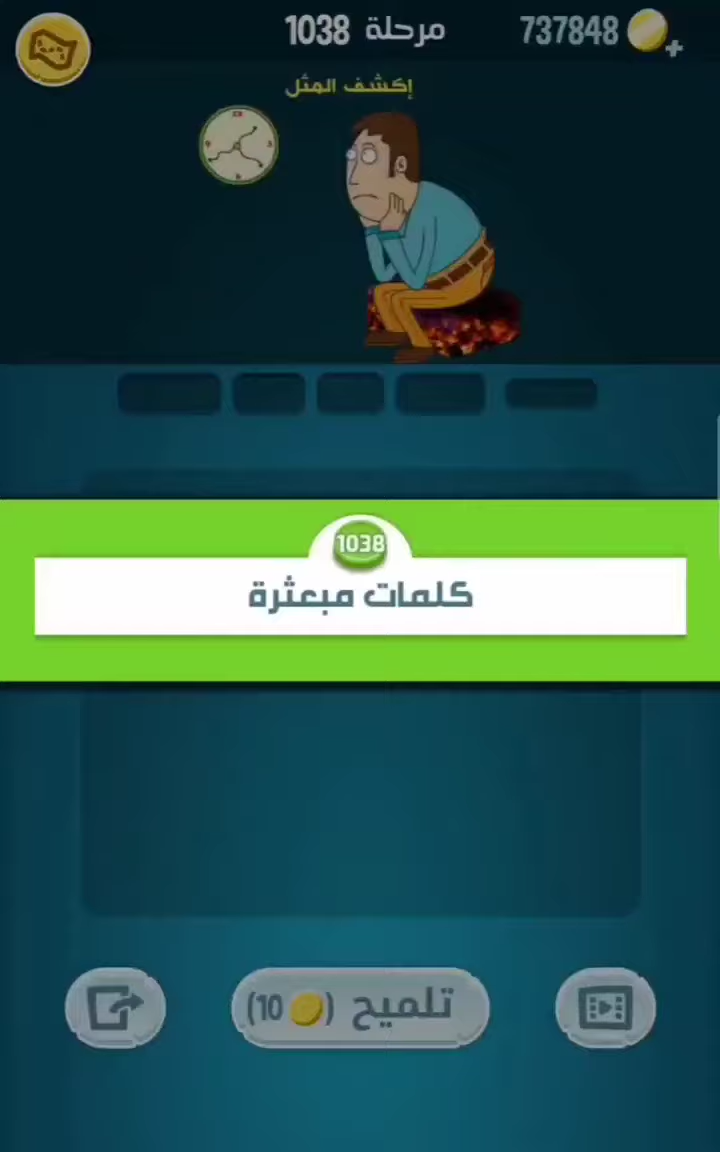 مرحلة 1038
737848
إكشف المثل
1038
كلمات مبعثرة
تلميح (10)